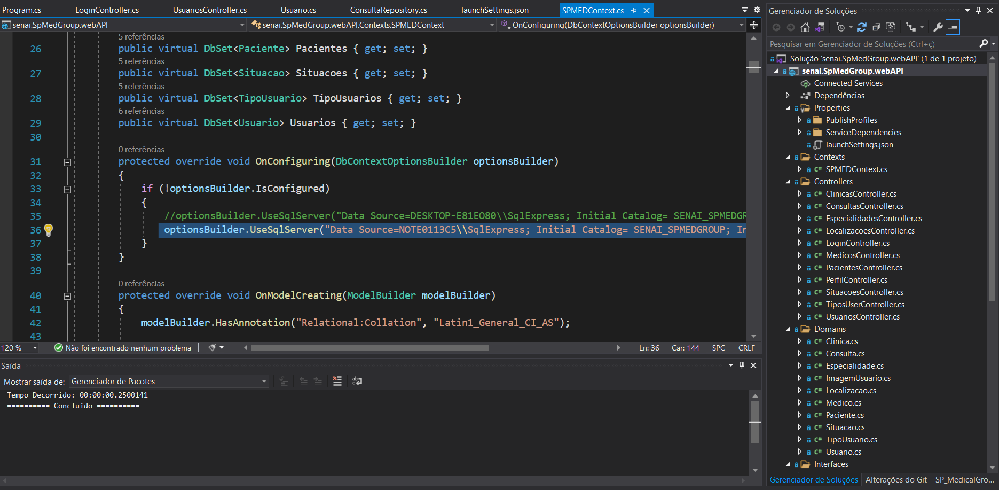 Program.cs LoginController.cs UsuariosController.cs Usuario.cs ConsultaRepository.cs launchSettings.json SPMEDContext.cs
senai.SpMedGroup.webAPI senai.SpMedGroup.webAPI.Contexts.SPMEDContext OnConfiguring(DbContextOptionsBuilder optionsBuilder)
5 referências
26 public virtual DbSet<Paciente> Pacientes { get; set; }
5 referências
27 public virtual DbSet<Situacao> Situacoes { get; set; }
5 referências
28 public virtual DbSet<TipoUsuario> TipoUsuarios { get; set; }
6 referências
29 public virtual DbSet<Usuario> Usuarios { get; set; }
30
0 referências
31 protected override void OnConfiguring(DbContextOptionsBuilder optionsBuilder)
32 {
33 if (!optionsBuilder.IsConfigured)
34 {
35 //optionsBuilder.UseSqlServer("Data Source=DESKTOP-E81EO80\\SqlExpress; Initial Catalog= SENAI_SPMEDGR
36 optionsBuilder.UseSqlServer("Data Source=NOTE0113C5\\SqlExpress; Initial Catalog= SENAI_SPMEDGROUP; In
37 }
38 }
39
0 referências
40 protected override void OnModelCreating(ModelBuilder modelBuilder)
41 {
42 modelBuilder.HasAnnotation("Relational:Collation", "Latin1_General_CI_AS");
43
120 % Não foi encontrado nenhum problema Ln: 36 Car: 144 SPC CRLF
Saída
Mostrar saída de: Gerenciador de Pacotes
Tempo Decorrido: 00:00:00.2500141
========== Concluído ==========
Gerenciador de Soluções
Pesquisar em Gerenciador de Soluções (Ctrl+ç)
Solução 'senai.SpMedGroup.webAPI' (1 de 1 projeto)
senai.SpMedGroup.webAPI
Connected Services
Dependências
Properties
PublishProfiles
ServiceDependencies
launchSettings.json
Contexts
C# SPMEDContext.cs
Controllers
C# ClinicasController.cs
C# ConsultasController.cs
C# EspecialidadesController.cs
C# LocalizacoesController.cs
C# LoginController.cs
C# MedicosController.cs
C# PacientesController.cs
C# PerfilController.cs
C# SituacoesController.cs
C# TiposUserController.cs
C# UsuariosController.cs
Domains
C# Clinica.cs
C# Consulta.cs
C# Especialidade.cs
C# ImagemUsuario.cs
C# Localizacao.cs
C# Medico.cs
C# Paciente.cs
C# Situacao.cs
C# TipoUsuario.cs
C# Usuario.cs
Interfaces
Gerenciador de Soluções Alterações do Git – SP_MedicalGro...